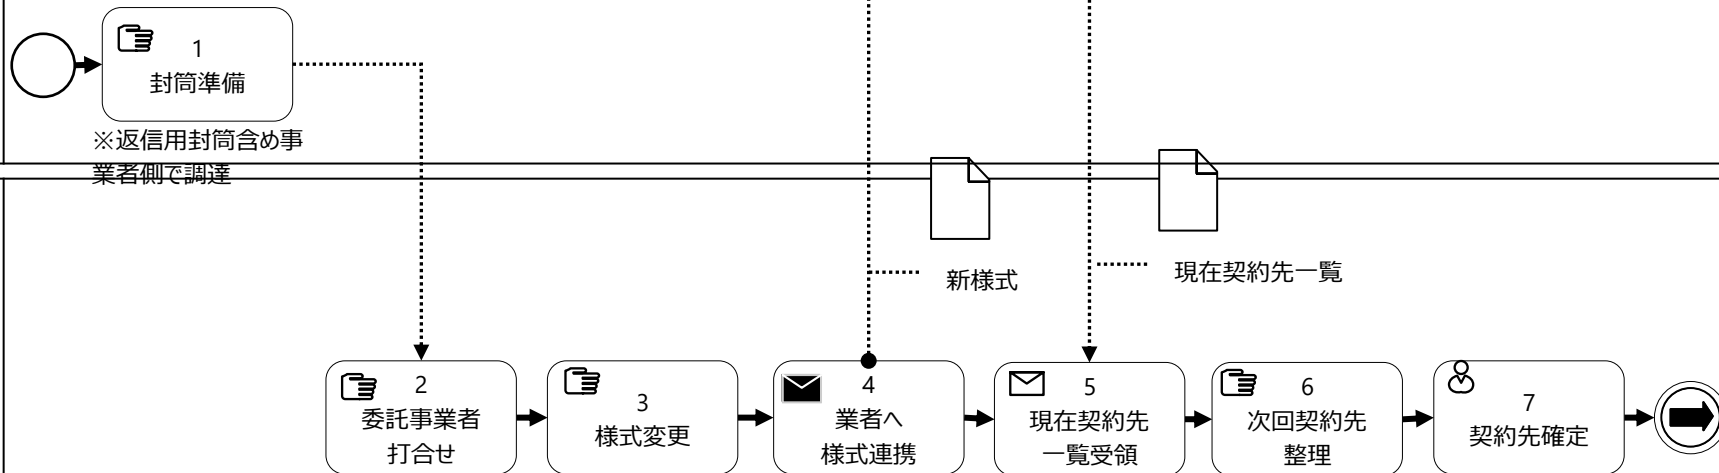 1
封筒準備
※返信用封筒含め事
業者側で調達
新様式
現在契約先一覧
2
委託事業者
打合せ
3
様式変更
4
業者へ
様式連携
5
現在契約先
一覧受領
6
次回契約先
整理
7
契約先確定